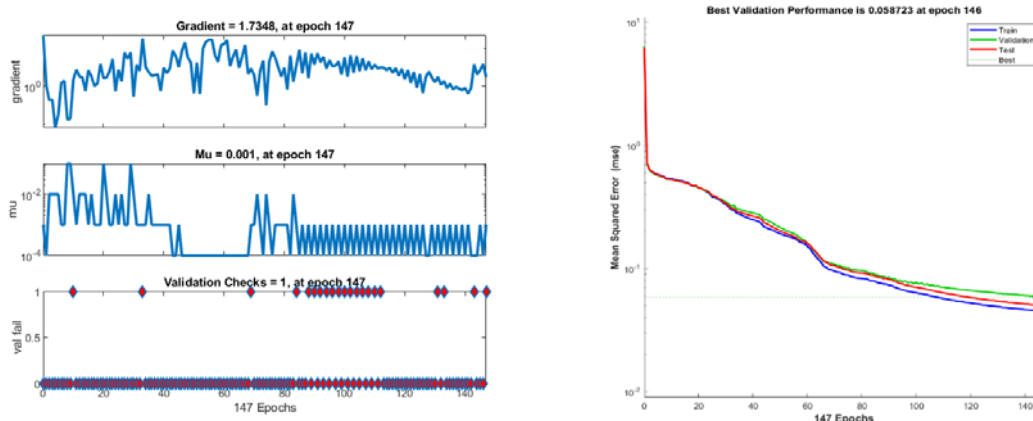 Gradient = 1.7348, at epoch 147
gradient
10^0
Mu = 0.001, at epoch 147
mu
10^-2
10^-4
Validation Checks = 1, at epoch 147
val fail
1
0.5
0
0 20 40 60 80 100 120 140
147 Epochs
Best Validation Performance is 0.058723 at epoch 146
Train
Validation
Test
Best
Mean Squared Error (mse)
10^1
10^0
10^-1
10^-2
0 20 40 60 80 100 120 140
147 Epochs